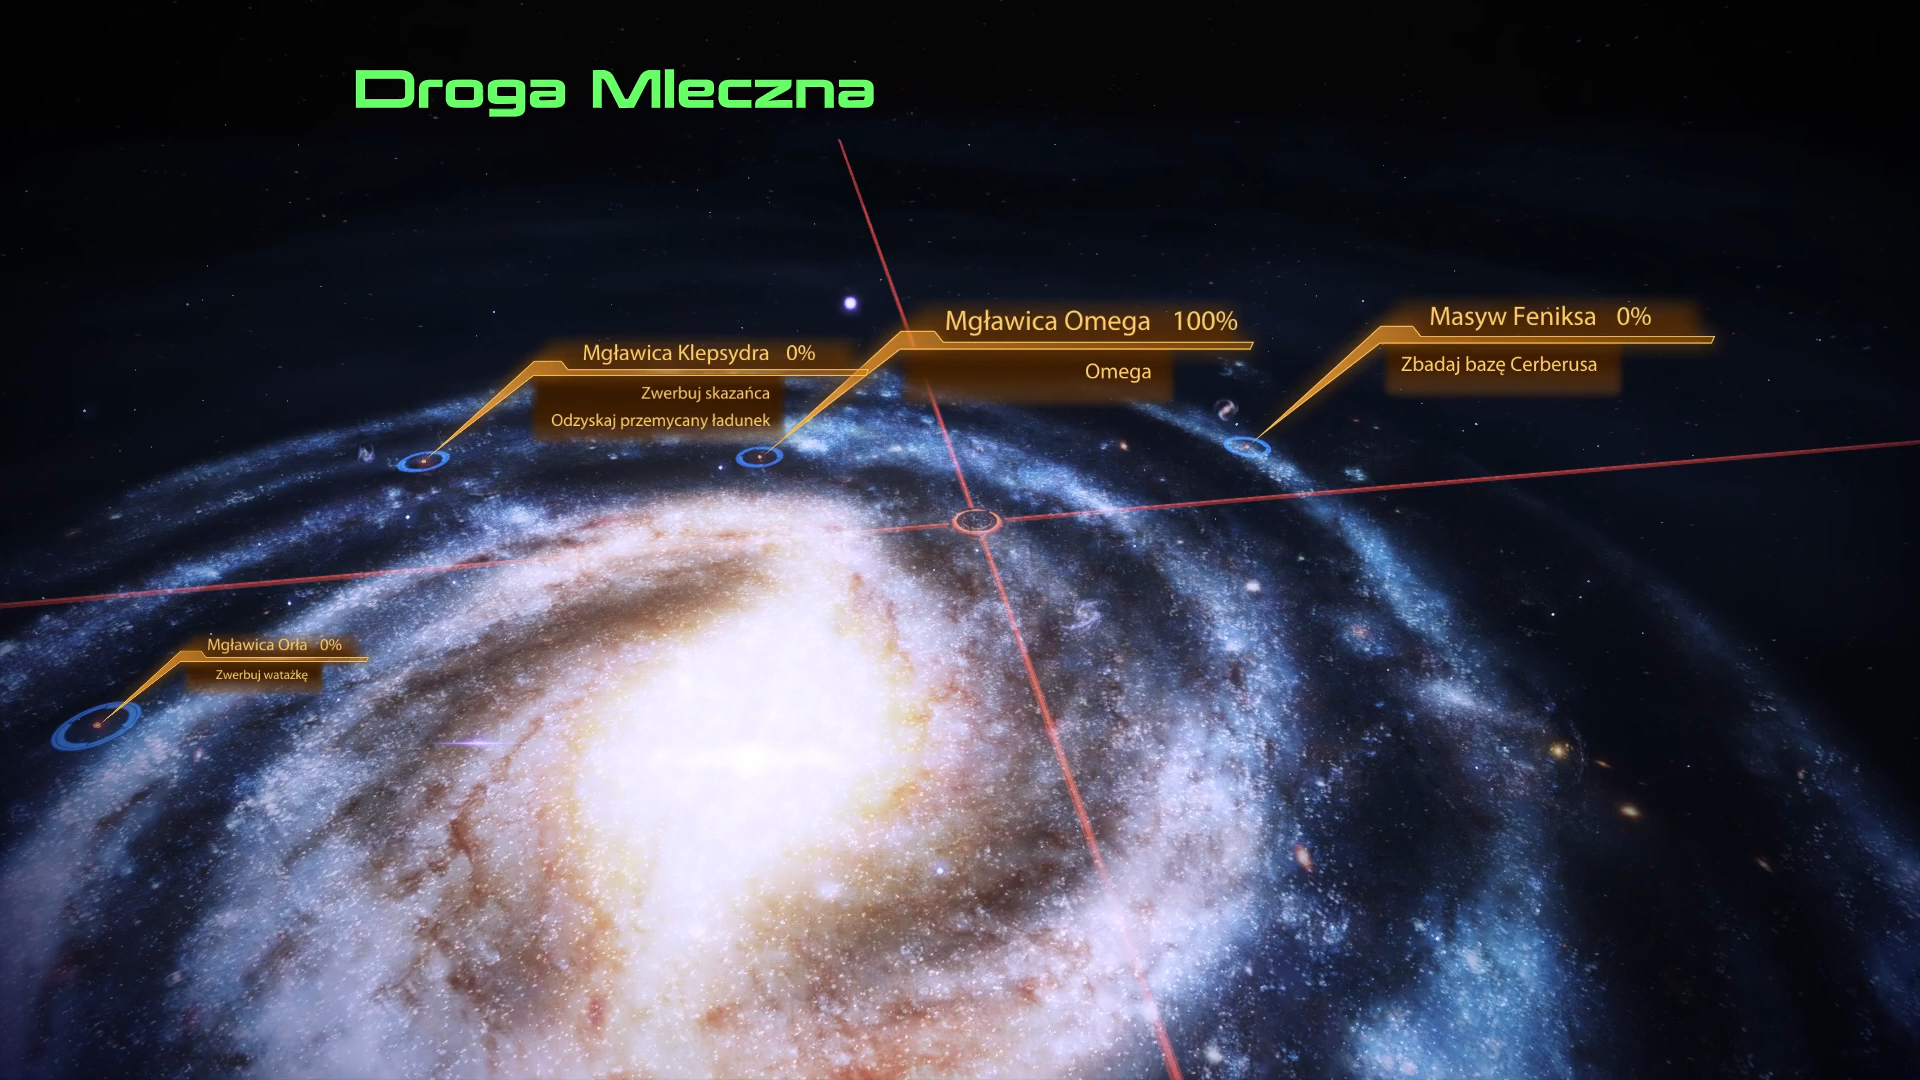 Droga Mleczna
Mgławica Klepsydra 0%
Zwerbuj skazańca
Odzyskaj przemycany ładunek
Mgławica Omega 100%
Omega
Masyw Feniksa 0%
Zbadaj bazę Cerberusa
Mgławica Orła 0%
Zwerbuj watażkę